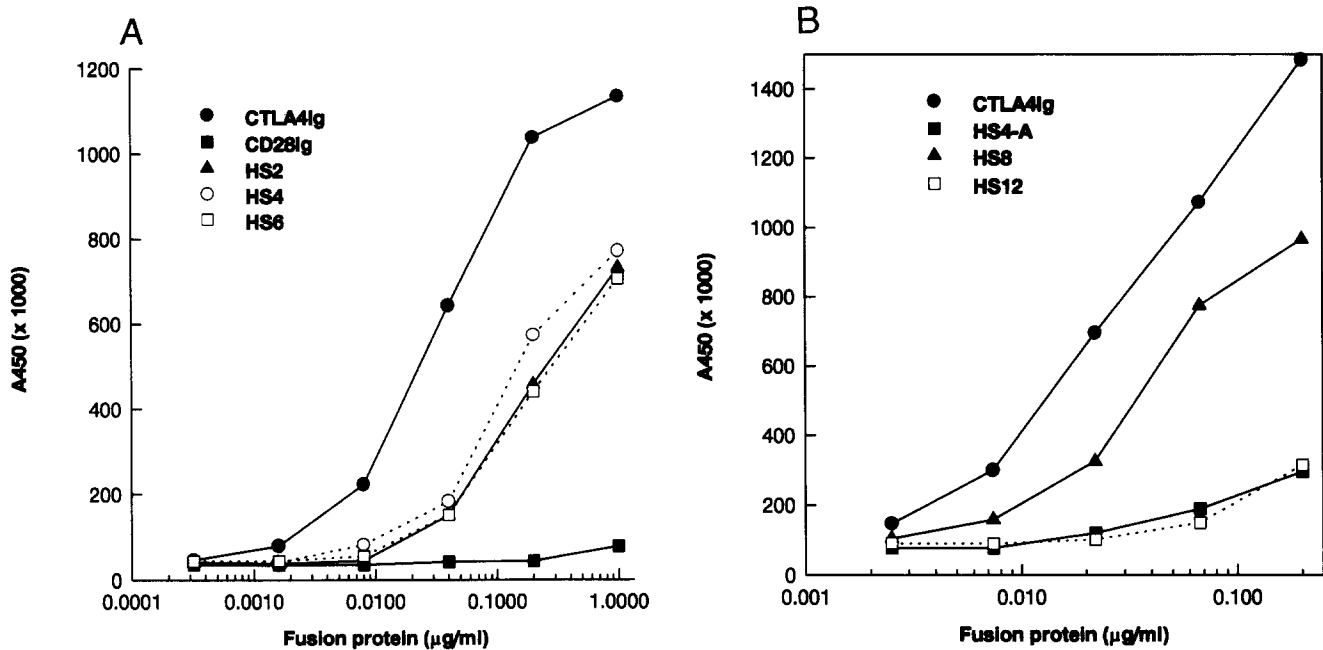 A
1200
1000
800
600
400
200
0
A450 (x 1000)
CTLA4Ig
CD28Ig
HS2
HS4
HS6
0.0001
0.0010
0.0100
0.1000
1.0000
Fusion protein (µg/ml)
B
1400
1200
1000
800
600
400
200
0
A450 (x 1000)
CTLA4Ig
HS4-A
HS8
HS12
0.001
0.010
0.100
Fusion protein (µg/ml)